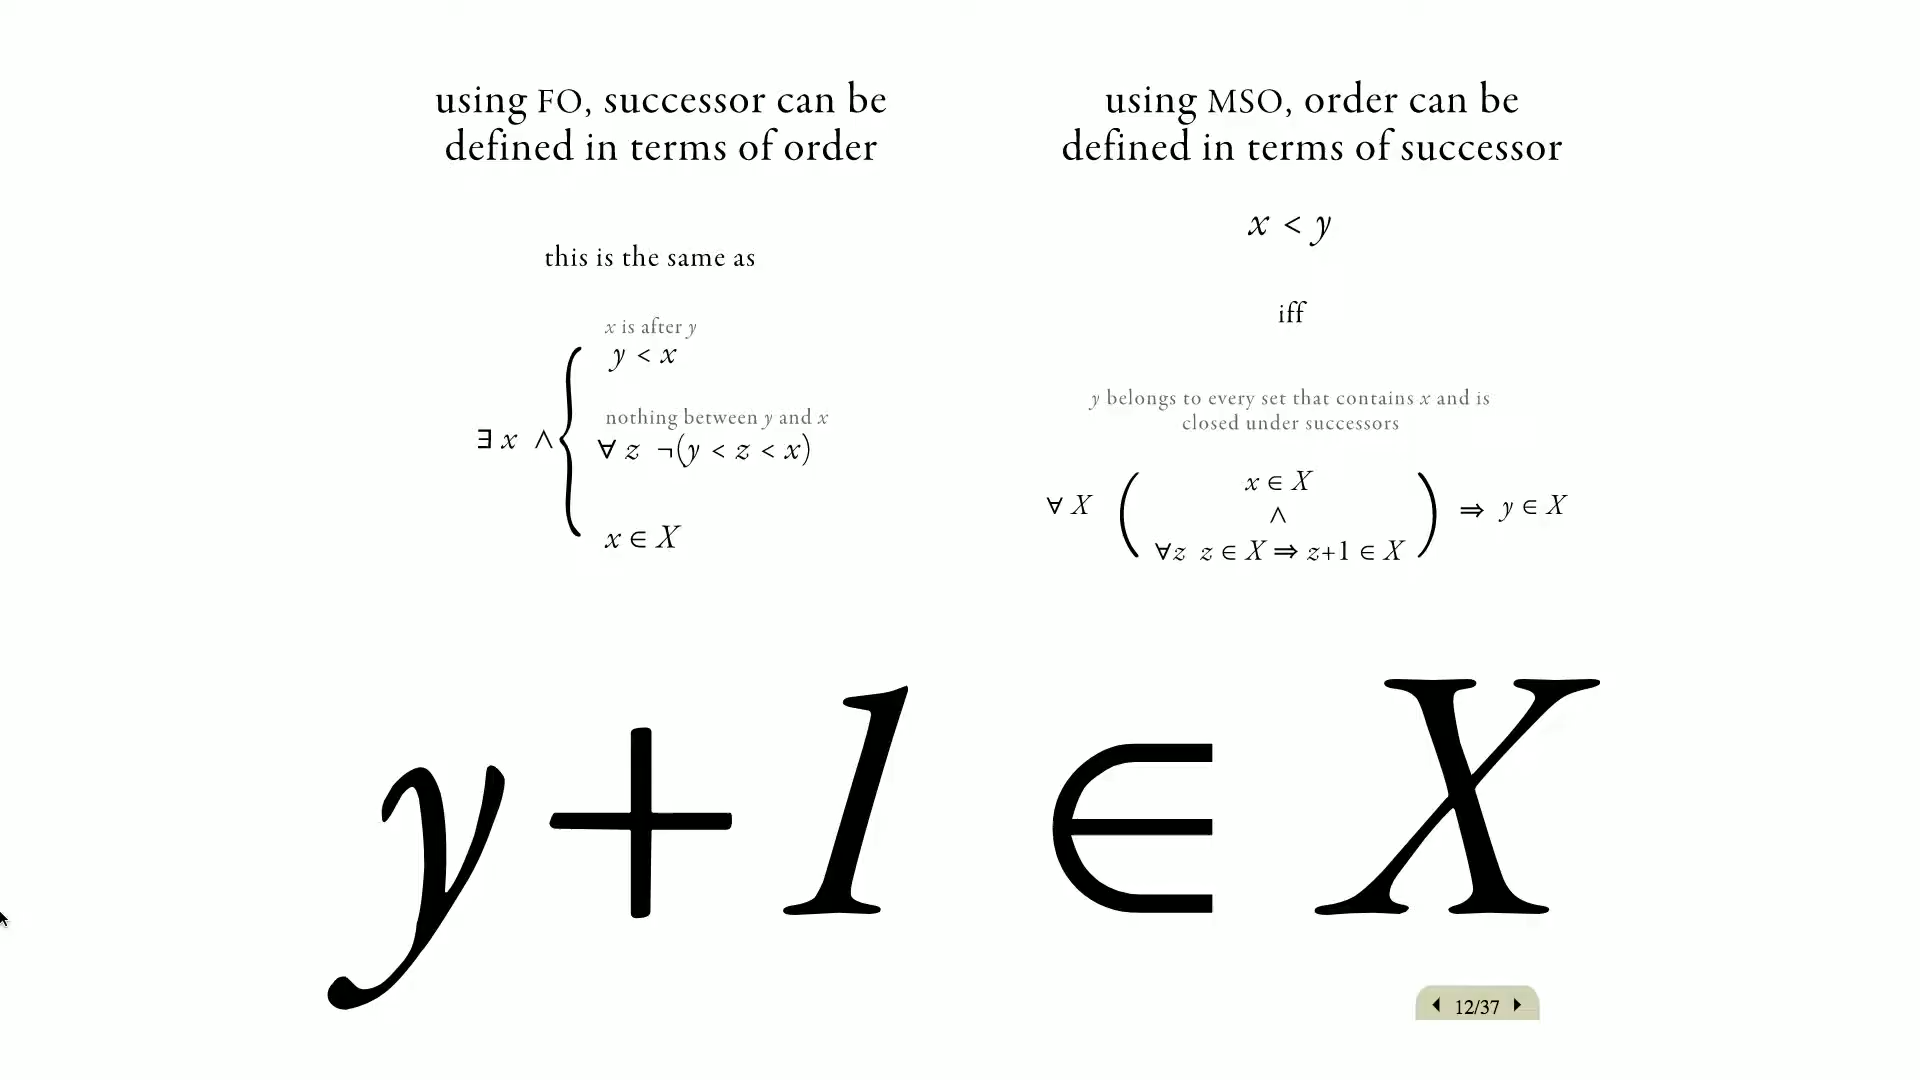 using FO, successor can be
defined in terms of order
this is the same as
x is after y
y < x
nothing between y and x
∃ x ∧ { ∀ z ¬(y < z < x)
x ∈ X
using MSO, order can be
defined in terms of successor
x < y
iff
y belongs to every set that contains x and is
closed under successors
x ∈ X
∀ X ( ∧ ) ⇒ y ∈ X
∀z z ∈ X ⇒ z+1 ∈ X
y+1 ∈ X
12/37